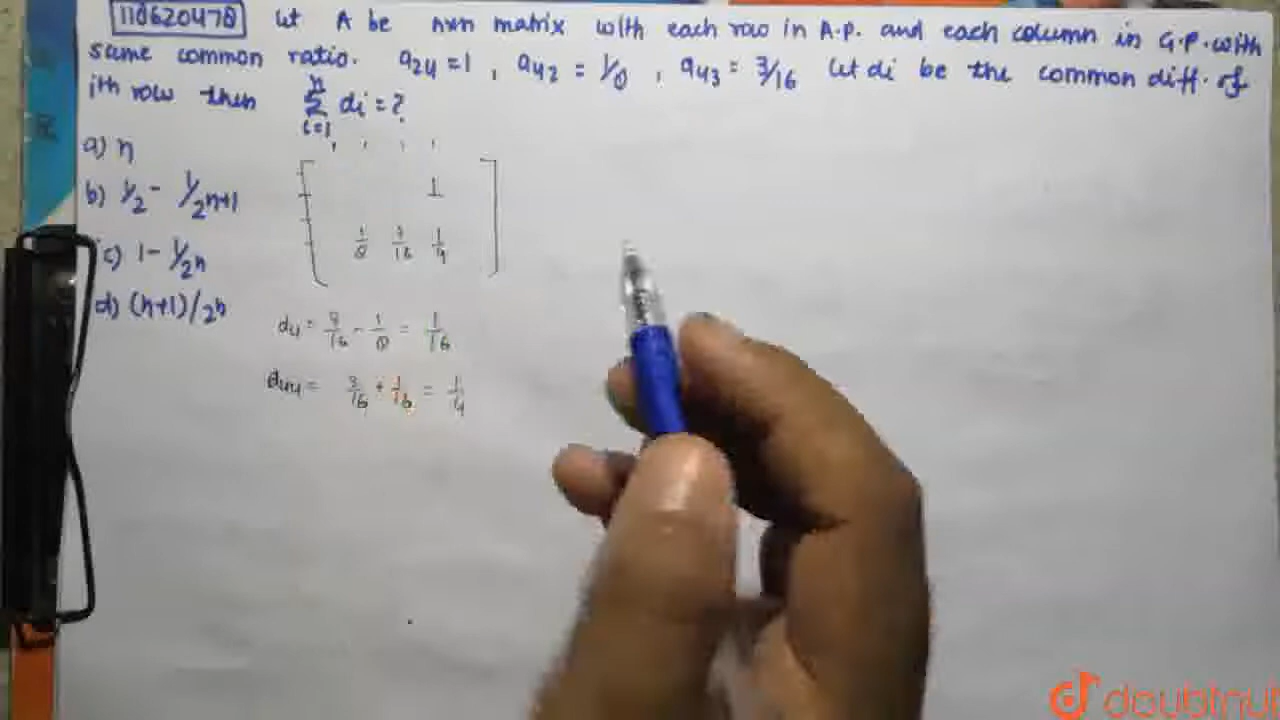 110620478 Let A be nxn matrix with each row in A.P. and each column in G.P. with
same common ratio. a24 = 1, a42 = 1/8, a43 = 3/16 Let di be the common diff. of
ith row then n Σ i=1 di = ?
a) n
b) 1/2 - 1/2n+1
c) 1 - 1/2n
d) (n+1)/2n
1
1/8 3/16 1/4
d4 = 3/16 - 1/8 = 1/16
a44 = 3/16 + 1/16 = 1/4
doubtnut